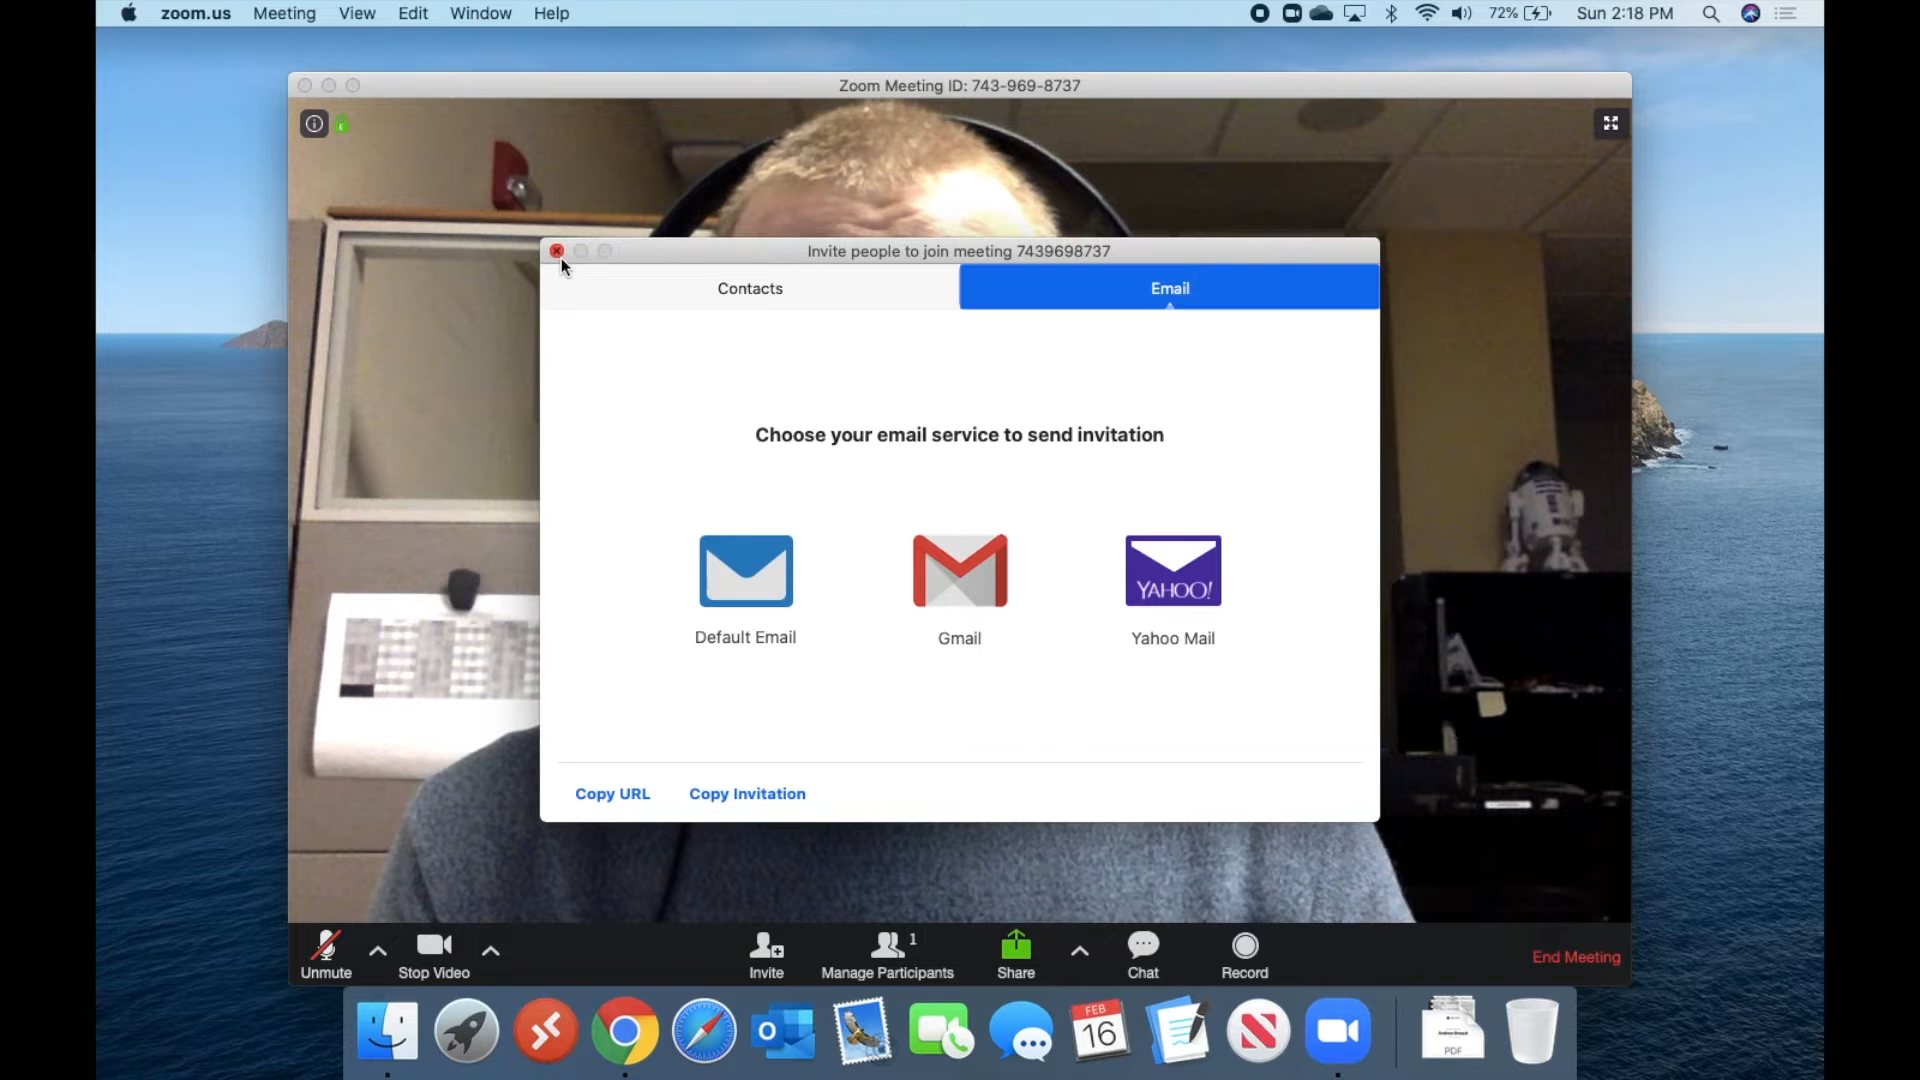 zoom.us Meeting View Edit Window Help 72% Sun 2:18 PM
Zoom Meeting ID: 743-969-8737
Invite people to join meeting 7439698737
Contacts Email
Choose your email service to send invitation
YAHOO!
Default Email Gmail Yahoo Mail
Copy URL Copy Invitation
1
Unmute Stop Video Invite Manage Participants Share Chat Record End Meeting
FEB
16
PDF